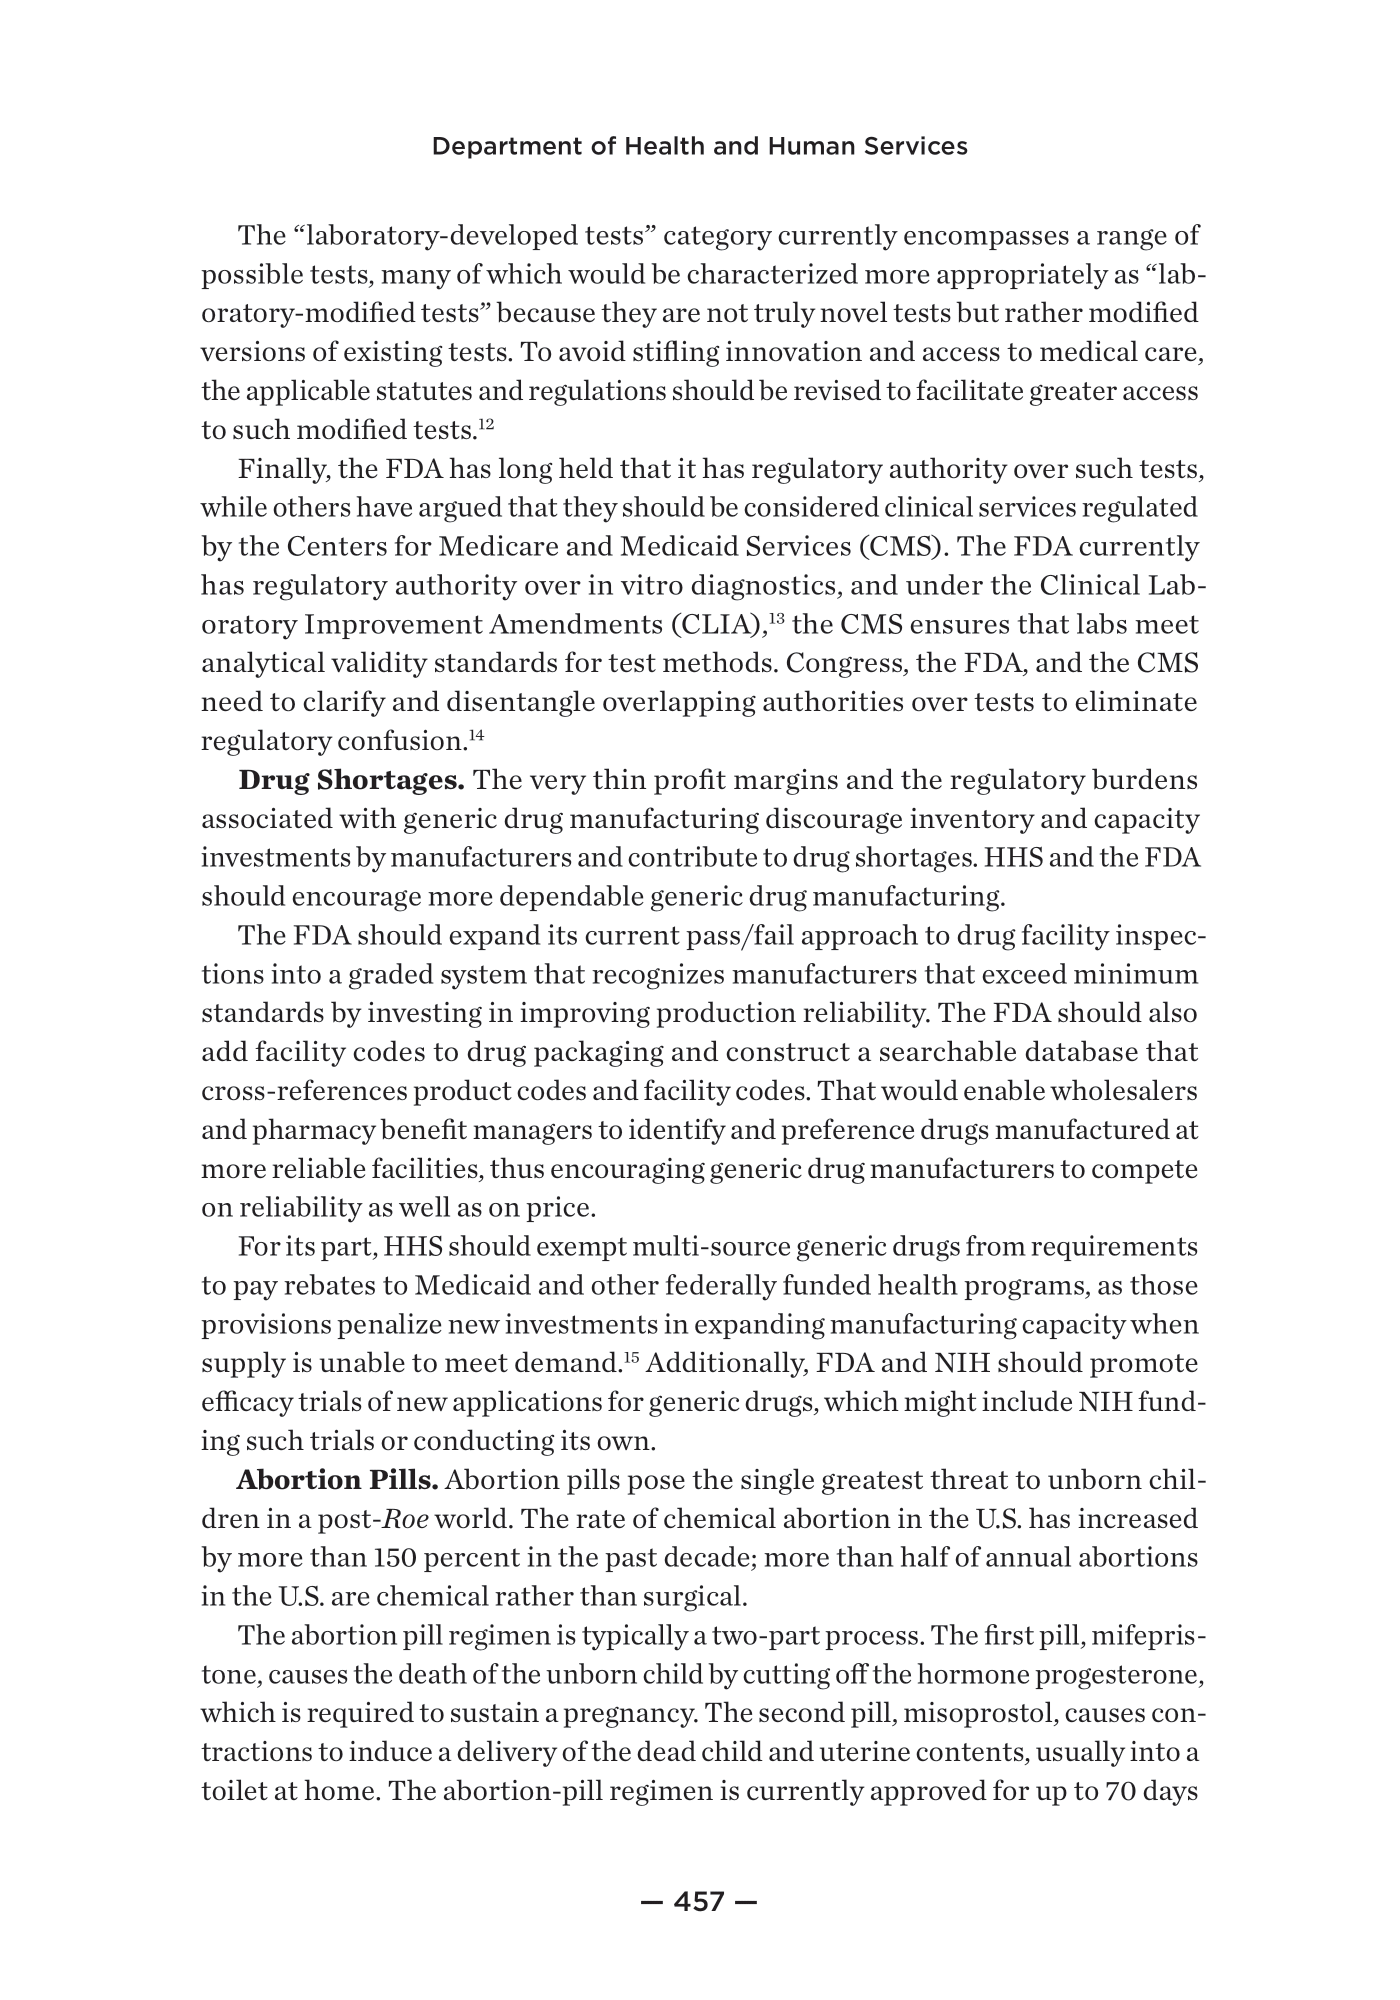 Department of Health and Human Services
The “laboratory-developed tests” category currently encompasses a range of
possible tests, many of which would be characterized more appropriately as “lab-
oratory-modified tests” because they are not truly novel tests but rather modified
versions of existing tests. To avoid stifling innovation and access to medical care,
the applicable statutes and regulations should be revised to facilitate greater access
to such modified tests.12
Finally, the FDA has long held that it has regulatory authority over such tests,
while others have argued that they should be considered clinical services regulated
by the Centers for Medicare and Medicaid Services (CMS). The FDA currently
has regulatory authority over in vitro diagnostics, and under the Clinical Lab-
oratory Improvement Amendments (CLIA),13 the CMS ensures that labs meet
analytical validity standards for test methods. Congress, the FDA, and the CMS
need to clarify and disentangle overlapping authorities over tests to eliminate
regulatory confusion.14
Drug Shortages. The very thin profit margins and the regulatory burdens
associated with generic drug manufacturing discourage inventory and capacity
investments by manufacturers and contribute to drug shortages. HHS and the FDA
should encourage more dependable generic drug manufacturing.
The FDA should expand its current pass/fail approach to drug facility inspec-
tions into a graded system that recognizes manufacturers that exceed minimum
standards by investing in improving production reliability. The FDA should also
add facility codes to drug packaging and construct a searchable database that
cross-references product codes and facility codes. That would enable wholesalers
and pharmacy benefit managers to identify and preference drugs manufactured at
more reliable facilities, thus encouraging generic drug manufacturers to compete
on reliability as well as on price.
For its part, HHS should exempt multi-source generic drugs from requirements
to pay rebates to Medicaid and other federally funded health programs, as those
provisions penalize new investments in expanding manufacturing capacity when
supply is unable to meet demand.15 Additionally, FDA and NIH should promote
efficacy trials of new applications for generic drugs, which might include NIH fund-
ing such trials or conducting its own.
Abortion Pills. Abortion pills pose the single greatest threat to unborn chil-
dren in a post-Roe world. The rate of chemical abortion in the U.S. has increased
by more than 150 percent in the past decade; more than half of annual abortions
in the U.S. are chemical rather than surgical.
The abortion pill regimen is typically a two-part process. The first pill, mifepris-
tone, causes the death of the unborn child by cutting off the hormone progesterone,
which is required to sustain a pregnancy. The second pill, misoprostol, causes con-
tractions to induce a delivery of the dead child and uterine contents, usually into a
toilet at home. The abortion-pill regimen is currently approved for up to 70 days
— 457 —